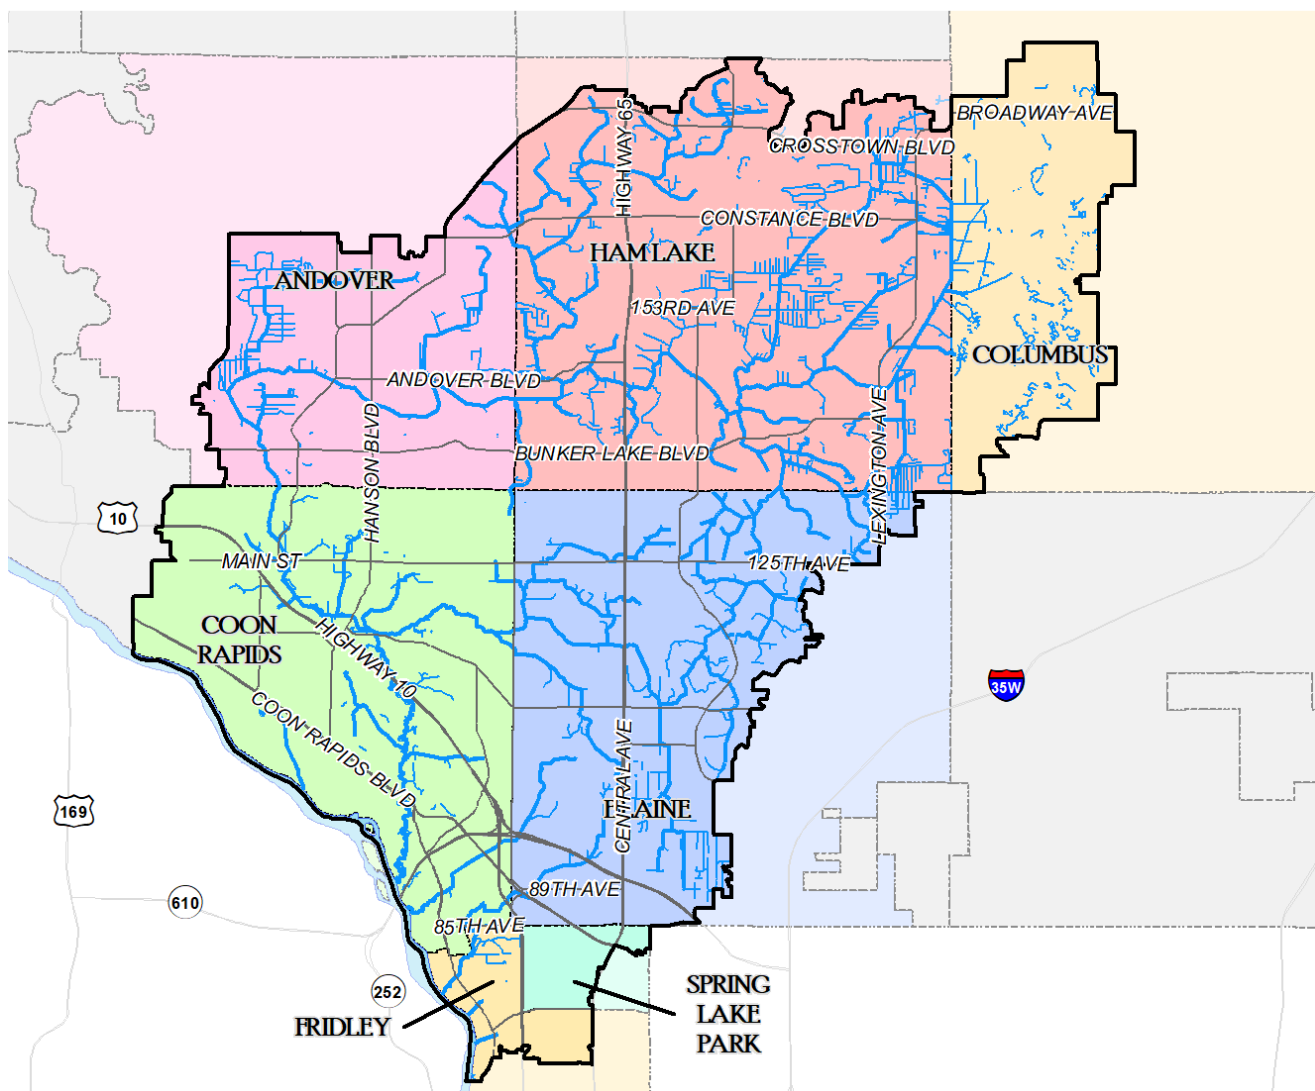 BROADWAY AVE
HIGHWAY 65
CROSSTOWN BLVD
CONSTANCE BLVD
HAM LAKE
ANDOVER
153RD AVE
COLUMBUS
ANDOVER BLVD
HANSON BLVD
LEXINGTON AVE
BUNKER LAKE BLVD
10
MAIN ST
125TH AVE
COON
RAPIDS
HIGHWAY 10
35W
COON RAPIDS BLVD
CENTRAL AVE
169
BLAINE
89TH AVE
610
85TH AVE
252
SPRING
LAKE
PARK
FRIDLEY